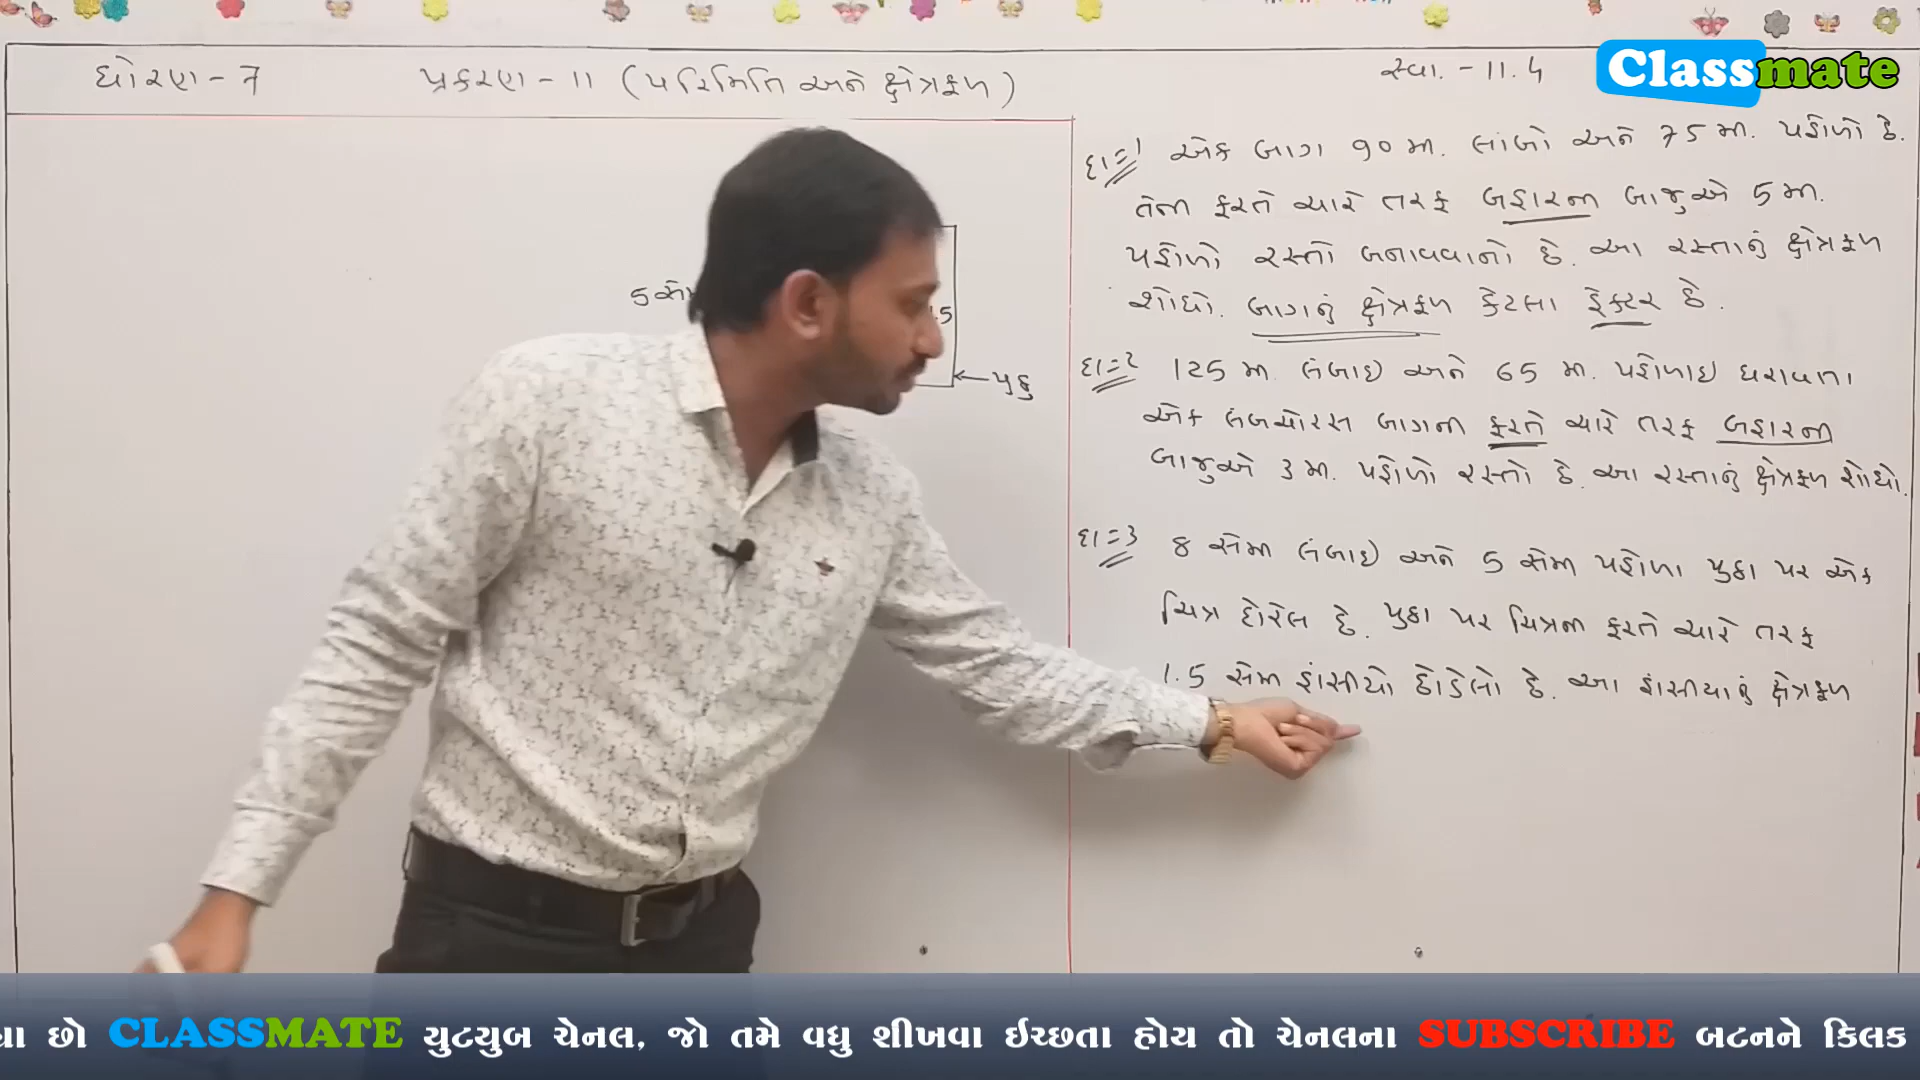 ધોરણ - 7
પ્રકરણ - 11 (પરિમિતિ અને ક્ષેત્રફળ)
સ્વા. - 11.4
Classmate
5 સેમ
.5
પુઠ્ઠુ
દા=1 એક બાગ 90 મી. લાંબો અને 75 મી. પહોળો છે.
તેના ફરતે ચારે તરફ બહારના બાજુએ 5 મી.
પહોળો રસ્તો બનાવવાનો છે. આ રસ્તાનું ક્ષેત્રફળ
શોધો. બાગનું ક્ષેત્રફળ કેટલા હેક્ટર છે.
દા=2 125 મી. લંબાઇ અને 65 મી. પહોળાઇ ધરાવતા
એક લંબચોરસ બાગના ફરતે ચારે તરફ બહારના
બાજુએ 3 મી. પહોળો રસ્તો છે. આ રસ્તાનું ક્ષેત્રફળ શોધો.
દા=3 8 સેમી લંબાઇ અને 5 સેમી પહોળા પુઠા પર એક
ચિત્ર દોરેલ છે. પુઠા પર ચિત્રના ફરતે ચારે તરફ
1.5 સેમી હાંસીયો છોડેલો છે. આ હાંસીયાનું ક્ષેત્રફળ
યા છો CLASSMATE યુટયુબ ચેનલ, જો તમે વધુ શીખવા ઈચ્છતા હોય તો ચેનલના SUBSCRIBE બટનને કિલક